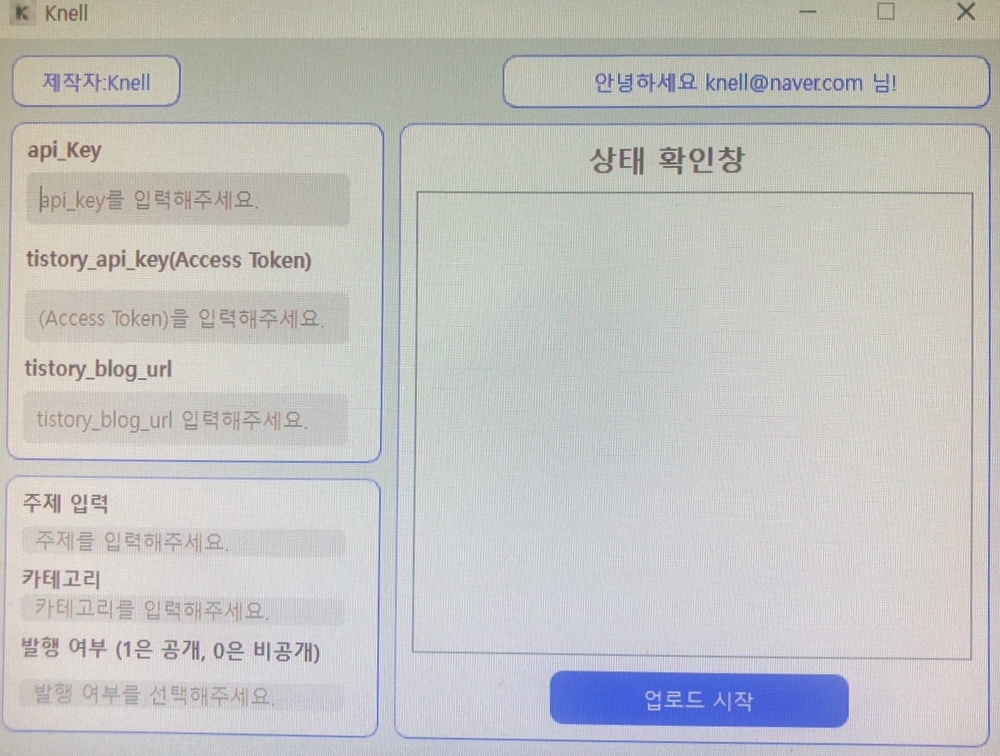 K Knell
제작자:Knell
안녕하세요 knell@naver.com 님!
api_Key
api_key를 입력해주세요.
tistory_api_key(Access Token)
(Access Token)을 입력해주세요.
tistory_blog_url
tistory_blog_url 입력해주세요.
주제 입력
주제를 입력해주세요.
카테고리
카테고리를 입력해주세요.
발행 여부 (1은 공개, 0은 비공개)
발행 여부를 선택해주세요.
상태 확인창
업로드 시작